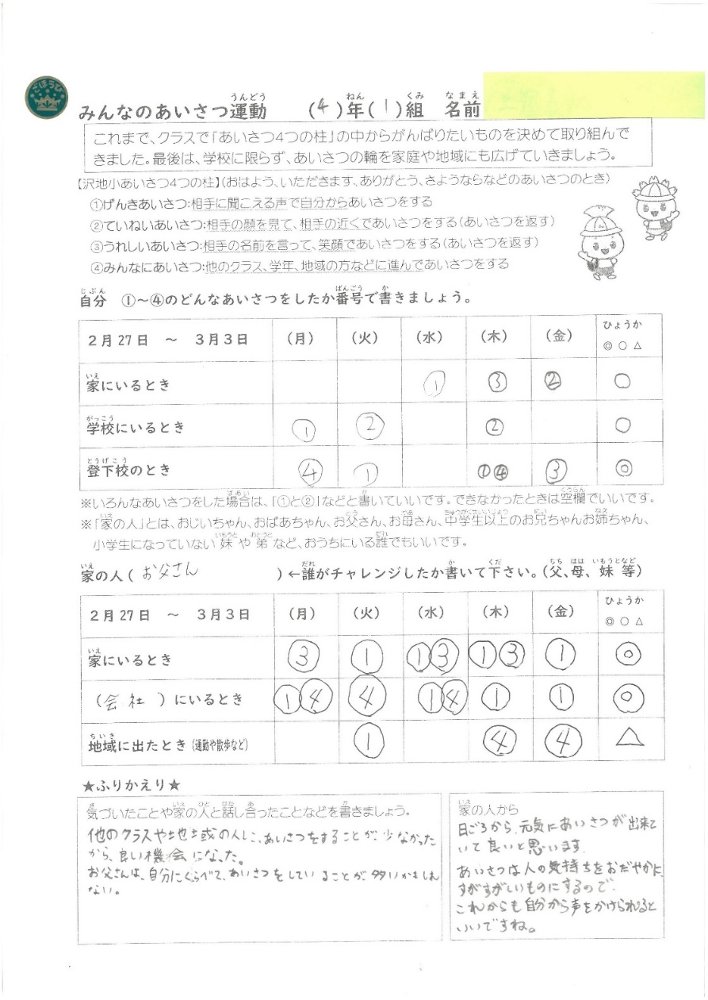 ごほうび
みんなのあいさつ運動　(4)年(1)組　名前
これまで、クラスで「あいさつ4つの柱」の中からがんばりたいものを決めて取り組んで
きました。最後は、学校に限らず、あいさつの輪を家庭や地域にも広げていきましょう。
【沢地小あいさつ4つの柱】(おはよう、いただきます、ありがとう、さようならなどのあいさつのとき)
①げんきあいさつ:相手に聞こえる声で自分からあいさつをする
②ていねいあいさつ:相手の顔を見て、相手の近くであいさつをする(あいさつを返す)
③うれしいあいさつ:相手の名前を言って、笑顔であいさつをする(あいさつを返す)
④みんなにあいさつ:他のクラス、学年、地域の方などに進んであいさつをする
自分　①～④のどんなあいさつをしたか番号で書きましょう。
2月27日　～　3月3日　(月)　(火)　(水)　(木)　(金)　ひょうか ◎○△
家にいるとき　①　③　②　○
学校にいるとき　①　②　②　○
登下校のとき　④　①　①④　③　◎
※いろんなあいさつをした場合は、「①と②」などと書いていいです。できなかったときは空欄でいいです。
※「家の人」とは、おじいちゃん、おばあちゃん、お父さん、お母さん、中学生以上のお兄ちゃんお姉ちゃん、
小学生になっていない妹や弟など、おうちにいる誰でもいいです。
家の人(お父さん　)←誰がチャレンジしたか書いて下さい。(父、母、妹 等)
2月27日　～　3月3日　(月)　(火)　(水)　(木)　(金)　ひょうか ◎○△
家にいるとき　③　①　①③　①③　①　◎
(会社)にいるとき　①④　④　①④　①　①　◎
地域に出たとき(運動や散歩など)　①　④　④　△
★ふりかえり★
気づいたことや家の人と話し合ったことなどを書きましょう。
他のクラスや地域の人に、あいさつをすることが少なかった
から、良い機会になった。
お父さんは、自分にくらべて、あいさつをしていることが多いかもしれ
ない。
家の人から
日ごろから、元気にあいさつが出来て
いて良いと思います。
あいさつは人の気持ちをおだやかに、
すがすがしいものにするので、
これからも自分から声をかけられると
いいですね。